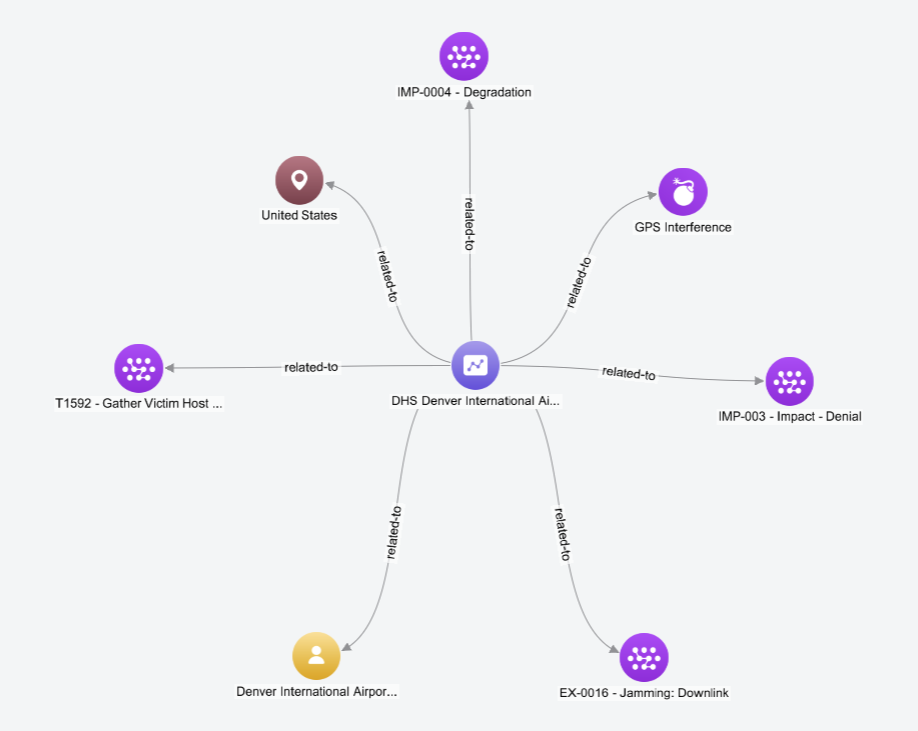 IMP-0004 - Degradation
United States
GPS Interference
related-to
related-to
related-to
related-to
related-to
T1592 - Gather Victim Host ...
DHS Denver International Ai...
IMP-003 - Impact - Denial
related-to
related-to
Denver International Airpor...
EX-0016 - Jamming: Downlink